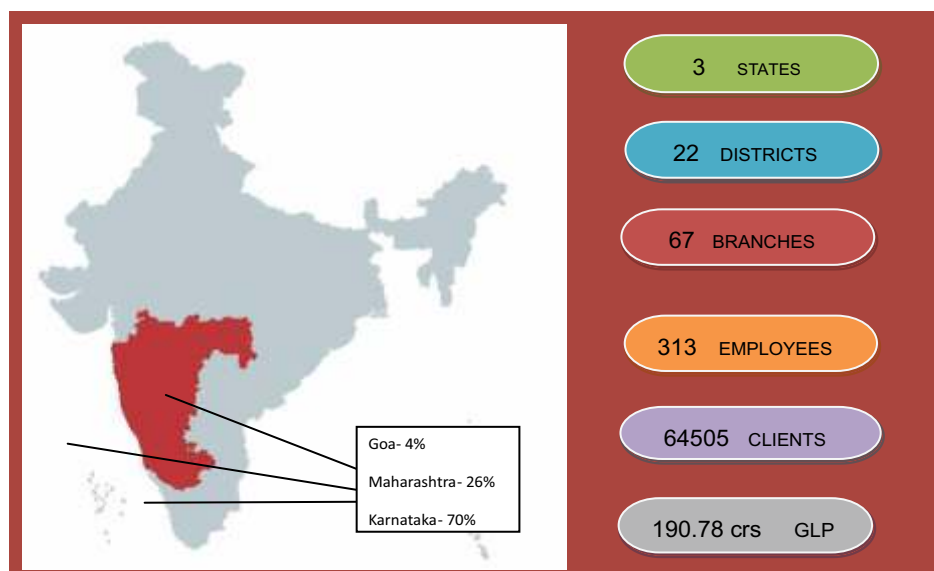 3 STATES
22 DISTRICTS
67 BRANCHES
313 EMPLOYEES
64505 CLIENTS
190.78 crs GLP
Goa- 4%
Maharashtra- 26%
Karnataka- 70%